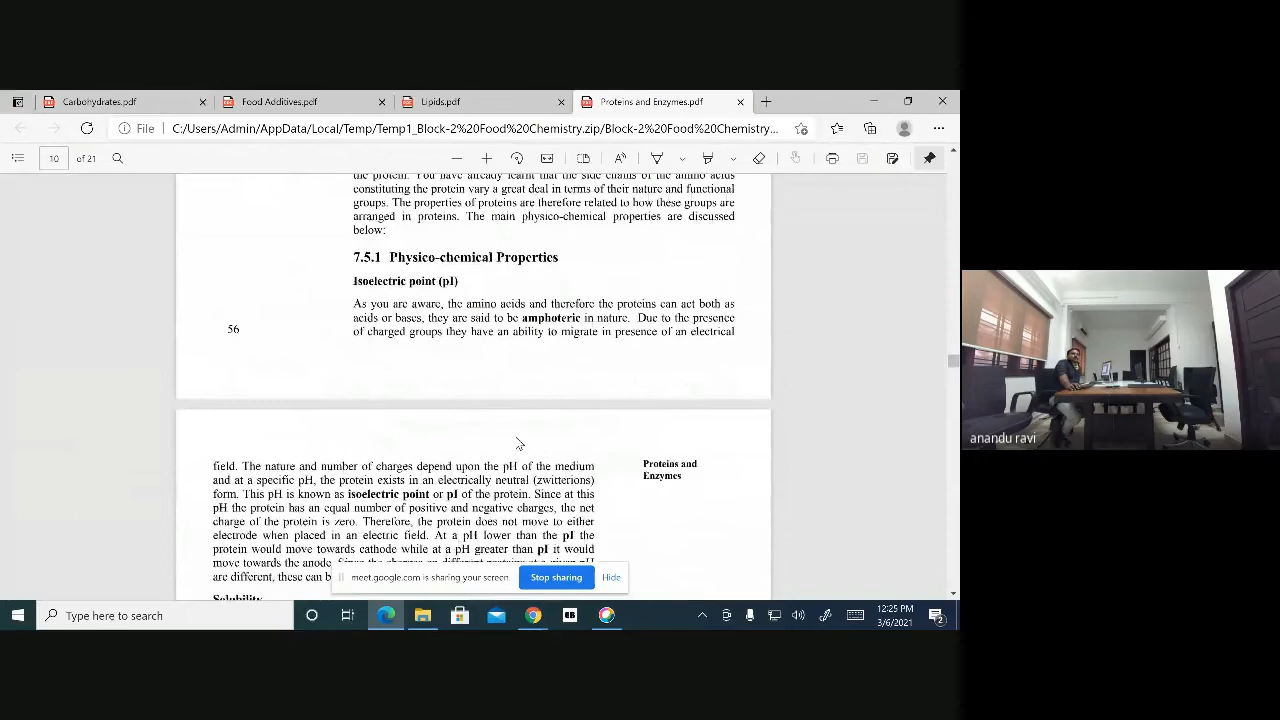 Carbohydrates.pdf
Food Additives.pdf
Lipids.pdf
Proteins and Enzymes.pdf
File
C:/Users/Admin/AppData/Local/Temp/Temp1_Block-2%20Food%20Chemistry.zip/Block-2%20Food%20Chemistry...
10 of 21
the protein. You have already learnt that the side chains of the amino acids
constituting the protein vary a great deal in terms of their nature and functional
groups. The properties of proteins are therefore related to how these groups are
arranged in proteins. The main physico-chemical properties are discussed
below:
7.5.1 Physico-chemical Properties
Isoelectric point (pI)
As you are aware, the amino acids and therefore the proteins can act both as
acids or bases, they are said to be amphoteric in nature. Due to the presence
of charged groups they have an ability to migrate in presence of an electrical
56
field. The nature and number of charges depend upon the pH of the medium
and at a specific pH, the protein exists in an electrically neutral (zwitterions)
form. This pH is known as isoelectric point or pI of the protein. Since at this
pH the protein has an equal number of positive and negative charges, the net
charge of the protein is zero. Therefore, the protein does not move to either
electrode when placed in an electric field. At a pH lower than the pI the
protein would move towards cathode while at a pH greater than pI it would
move towards the anode. Since the charges on different proteins at a given pH
are different, these can b
Solubility
Proteins and
Enzymes
meet.google.com is sharing your screen.
Stop sharing
Hide
Type here to search
12:25 PM
3/6/2021
2
anandu ravi